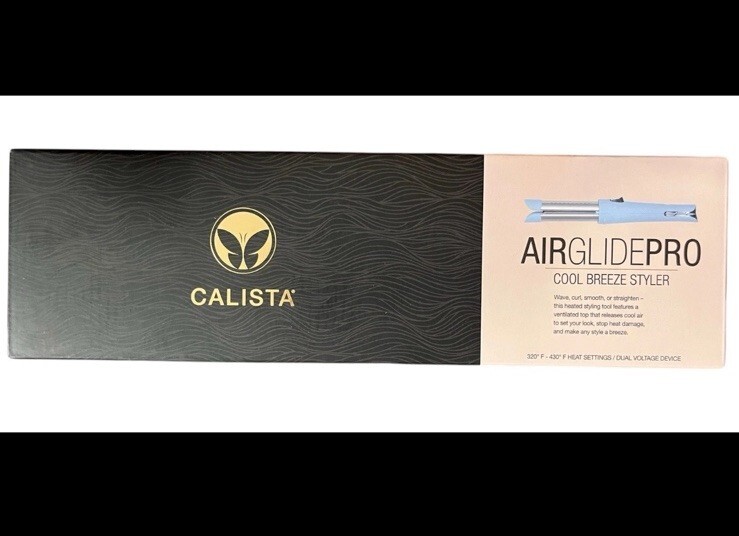 CALISTA
AIRGLIDEPRO
COOL BREEZE STYLER
Wave, curl, smooth, or straighten –
this heated styling tool features a
ventilated top that releases cool air
to set your look, stop heat damage,
and make any style a breeze.
320° F - 430° F HEAT SETTINGS / DUAL VOLTAGE DEVICE